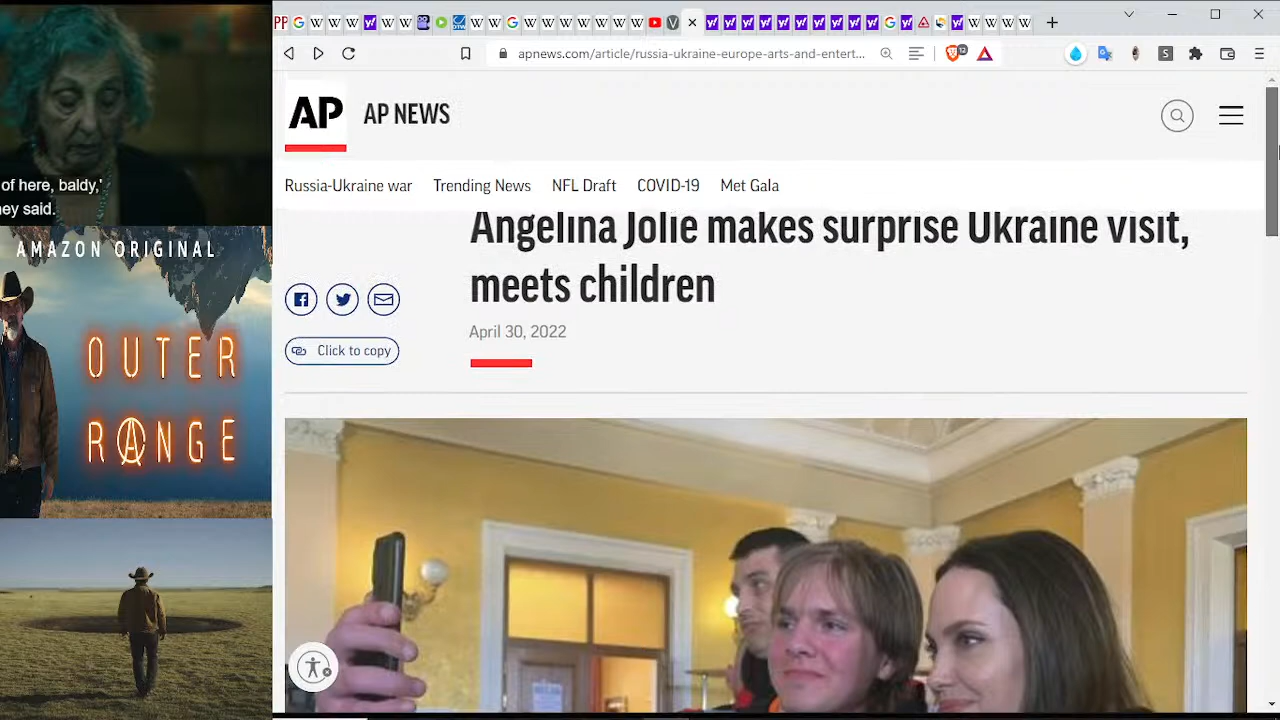 of here, baldy,'
ey said.
AMAZON ORIGINAL
OUTER
RANGE
apnews.com/article/russia-ukraine-europe-arts-and-entert...
AP AP NEWS
Russia-Ukraine war Trending News NFL Draft COVID-19 Met Gala
Angelina Jolie makes surprise Ukraine visit,
meets children
April 30, 2022
Click to copy